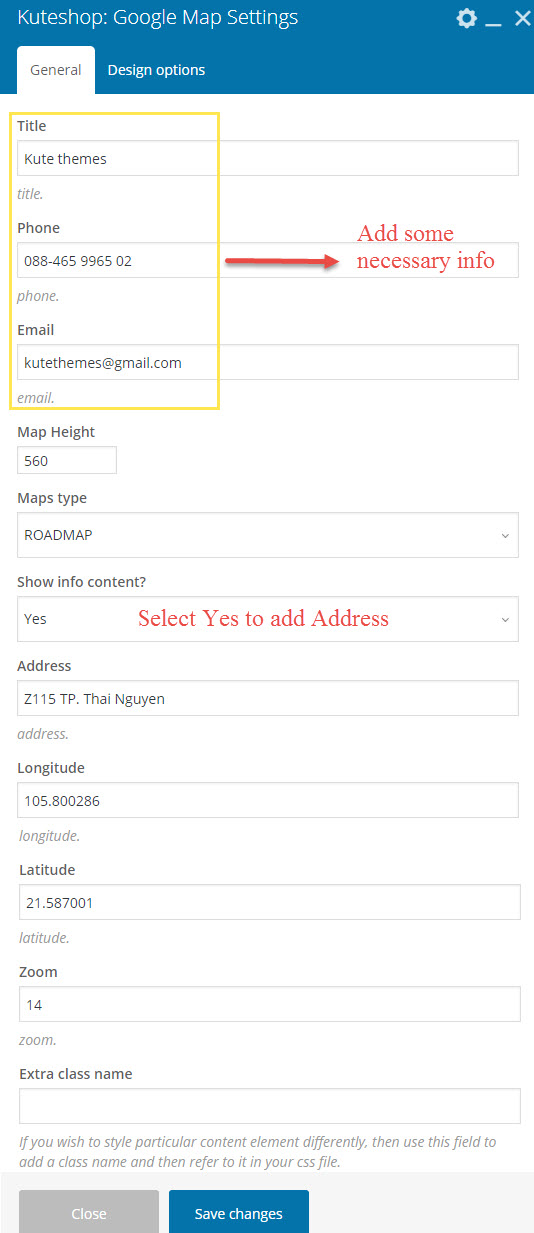 Kuteshop: Google Map Settings
General Design options
Title
Kute themes
title.
Phone
Add some
necessary info
088-465 9965 02
phone.
Email
kutethemes@gmail.com
email.
Map Height
560
Maps type
ROADMAP
Show info content?
Yes Select Yes to add Address
Address
Z115 TP. Thai Nguyen
address.
Longitude
105.800286
longitude.
Latitude
21.587001
latitude.
Zoom
14
zoom.
Extra class name
If you wish to style particular content element differently, then use this field to
add a class name and then refer to it in your css file.
Close Save changes